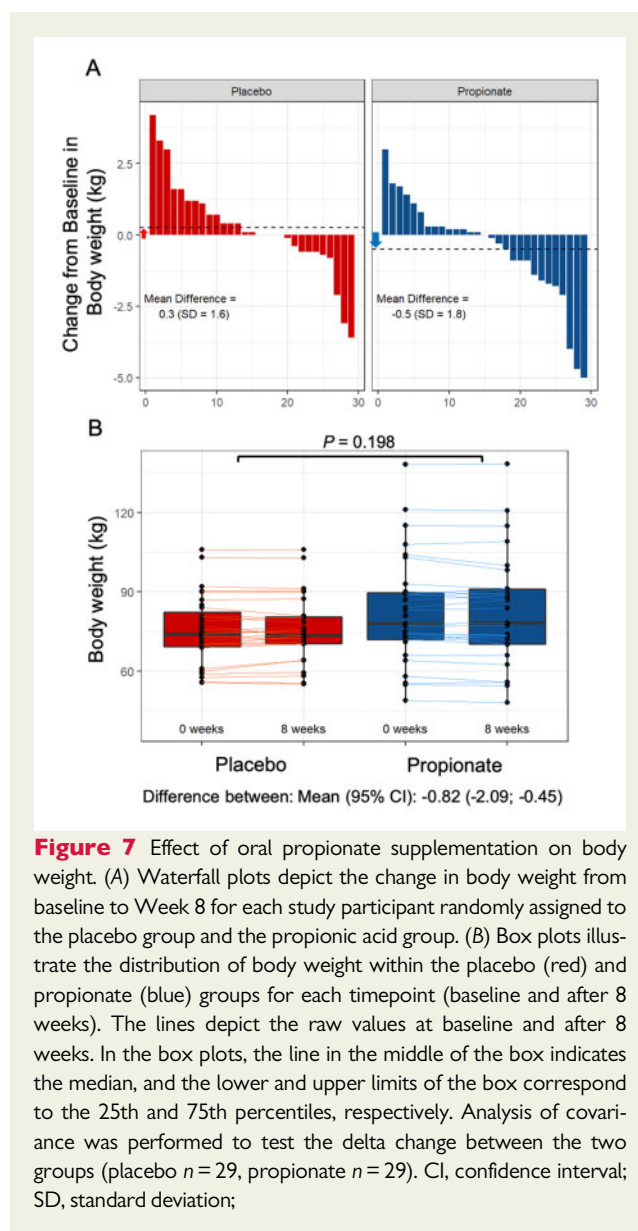 A
Placebo
Propionate
Change from Baseline in
Body weight (kg)
2.5
0.0
-2.5
-5.0
Mean Difference =
0.3 (SD = 1.6)
Mean Difference =
-0.5 (SD = 1.8)
0
10
20
30
0
10
20
30
B
P = 0.198
Body weight (kg)
120
90
60
0 weeks
8 weeks
0 weeks
8 weeks
Placebo
Propionate
Difference between: Mean (95% CI): -0.82 (-2.09; -0.45)
Figure 7 Effect of oral propionate supplementation on body
weight. (A) Waterfall plots depict the change in body weight from
baseline to Week 8 for each study participant randomly assigned to
the placebo group and the propionic acid group. (B) Box plots illus-
trate the distribution of body weight within the placebo (red) and
propionate (blue) groups for each timepoint (baseline and after 8
weeks). The lines depict the raw values at baseline and after 8
weeks. In the box plots, the line in the middle of the box indicates
the median, and the lower and upper limits of the box correspond
to the 25th and 75th percentiles, respectively. Analysis of covari-
ance was performed to test the delta change between the two
groups (placebo n = 29, propionate n = 29). CI, confidence interval;
SD, standard deviation;